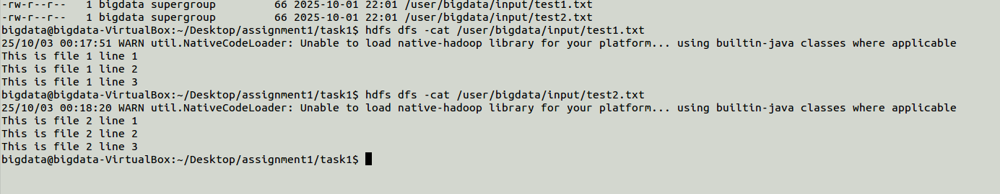 -rw-r--r--   1 bigdata supergroup         66 2025-10-01 22:01 /user/bigdata/input/test1.txt
-rw-r--r--   1 bigdata supergroup         66 2025-10-01 22:01 /user/bigdata/input/test2.txt
bigdata@bigdata-VirtualBox:~/Desktop/assignment1/task1$ hdfs dfs -cat /user/bigdata/input/test1.txt
25/10/03 00:17:51 WARN util.NativeCodeLoader: Unable to load native-hadoop library for your platform... using builtin-java classes where applicable
This is file 1 line 1
This is file 1 line 2
This is file 1 line 3
bigdata@bigdata-VirtualBox:~/Desktop/assignment1/task1$ hdfs dfs -cat /user/bigdata/input/test2.txt
25/10/03 00:18:20 WARN util.NativeCodeLoader: Unable to load native-hadoop library for your platform... using builtin-java classes where applicable
This is file 2 line 1
This is file 2 line 2
This is file 2 line 3
bigdata@bigdata-VirtualBox:~/Desktop/assignment1/task1$